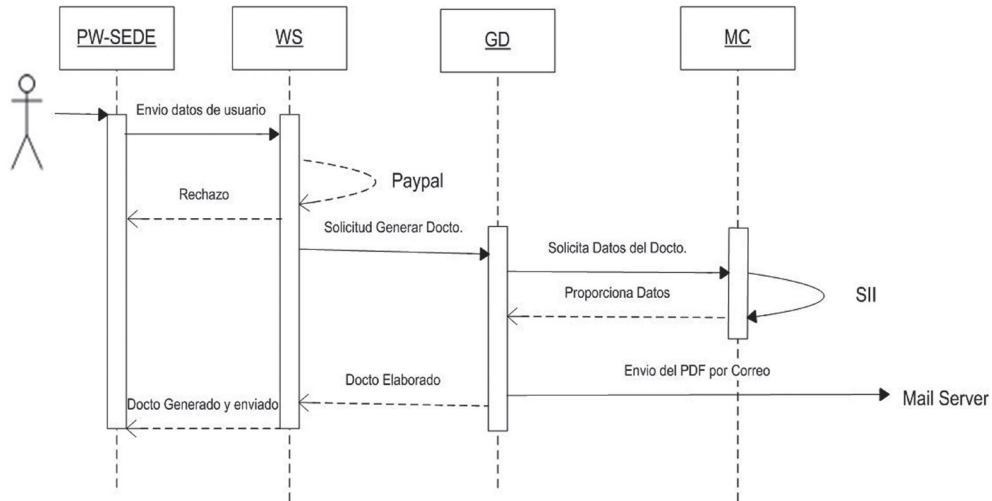 PW-SEDE
WS
GD
MC
Envio datos de usuario
Paypal
Rechazo
Solicitud Generar Docto.
Solicita Datos del Docto.
SII
Proporciona Datos
Envio del PDF por Correo
Docto Elaborado
Mail Server
Docto Generado y enviado